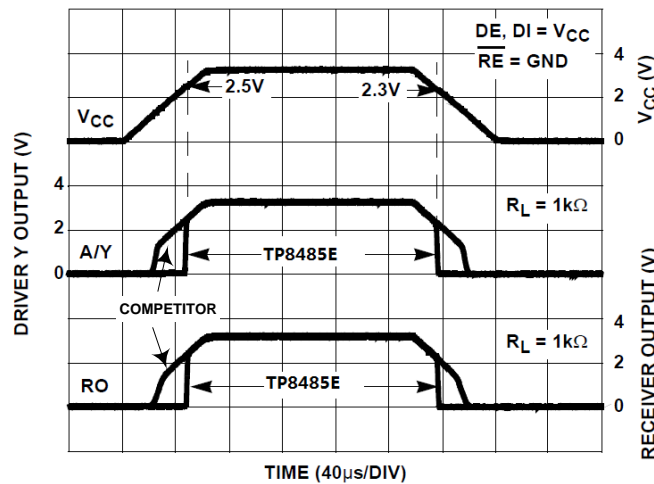 DE, DI = VCC
RE = GND
4
2.5V
2.3V
2
VCC
0
VCC (V)
DRIVER Y OUTPUT (V)
4
RL = 1kΩ
2
A/Y
TP8485E
0
COMPETITOR
4
RL = 1kΩ
2
TP8485E
RO
0
RECEIVER OUTPUT (V)
TIME (40µs/DIV)